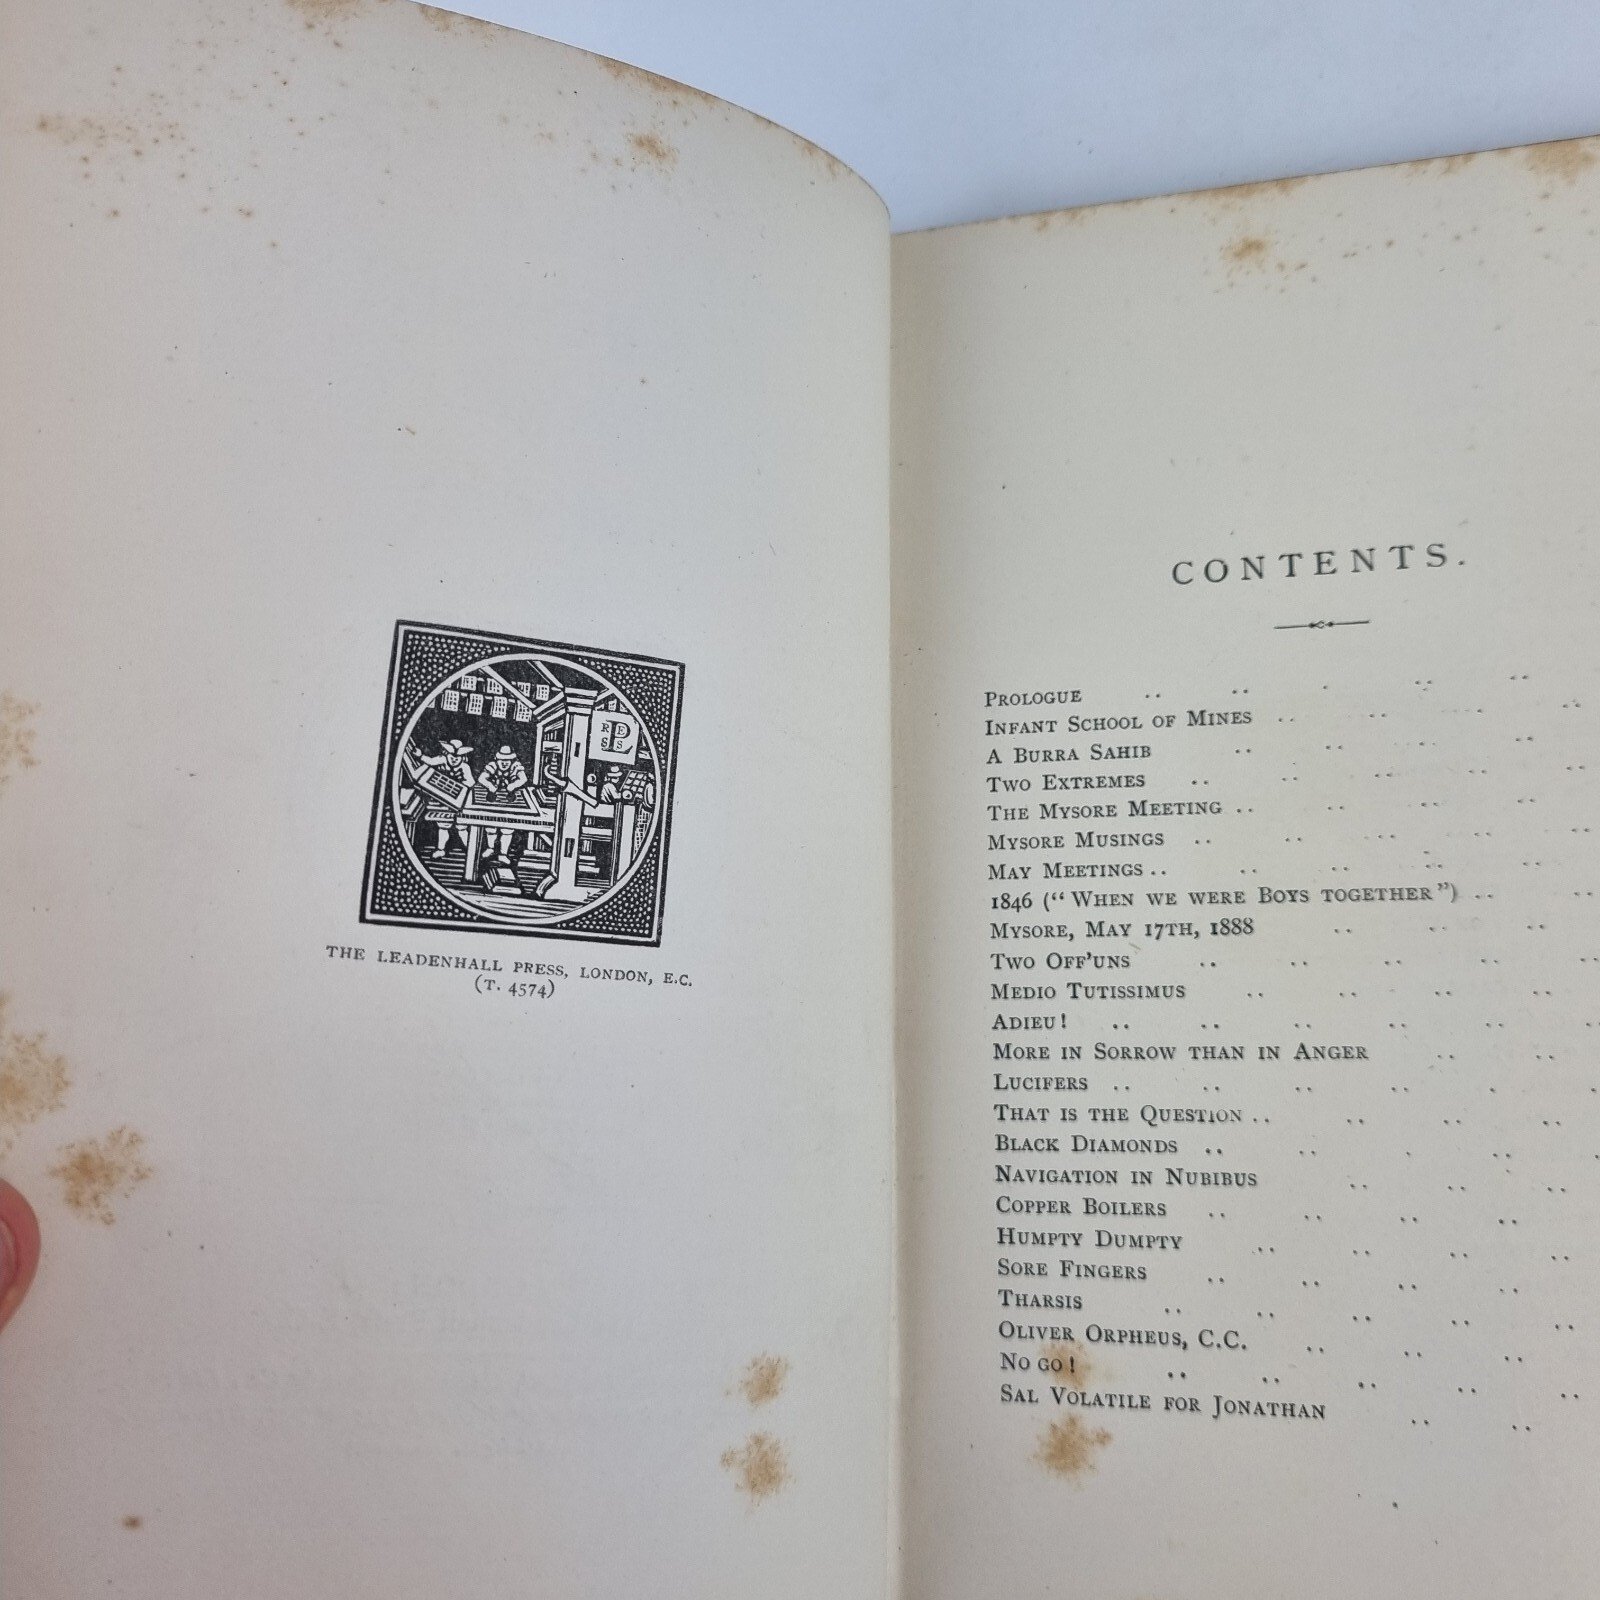 PRESS
THE LEADENHALL PRESS, LONDON, E.C.
(T. 4574)
CONTENTS.
PROLOGUE
INFANT SCHOOL OF MINES
A BURRA SAHIB
TWO EXTREMES
THE MYSORE MEETING
MYSORE MUSINGS
MAY MEETINGS
1846 ("WHEN WE WERE BOYS TOGETHER")
MYSORE, MAY 17TH, 1888
TWO OFF'UNS
MEDIO TUTISSIMUS
ADIEU!
MORE IN SORROW THAN IN ANGER
LUCIFERS
THAT IS THE QUESTION
BLACK DIAMONDS
NAVIGATION IN NUBIBUS
COPPER BOILERS
HUMPTY DUMPTY
SORE FINGERS
THARSIS
OLIVER ORPHEUS, C.C.
NO GO!
SAL VOLATILE FOR JONATHAN